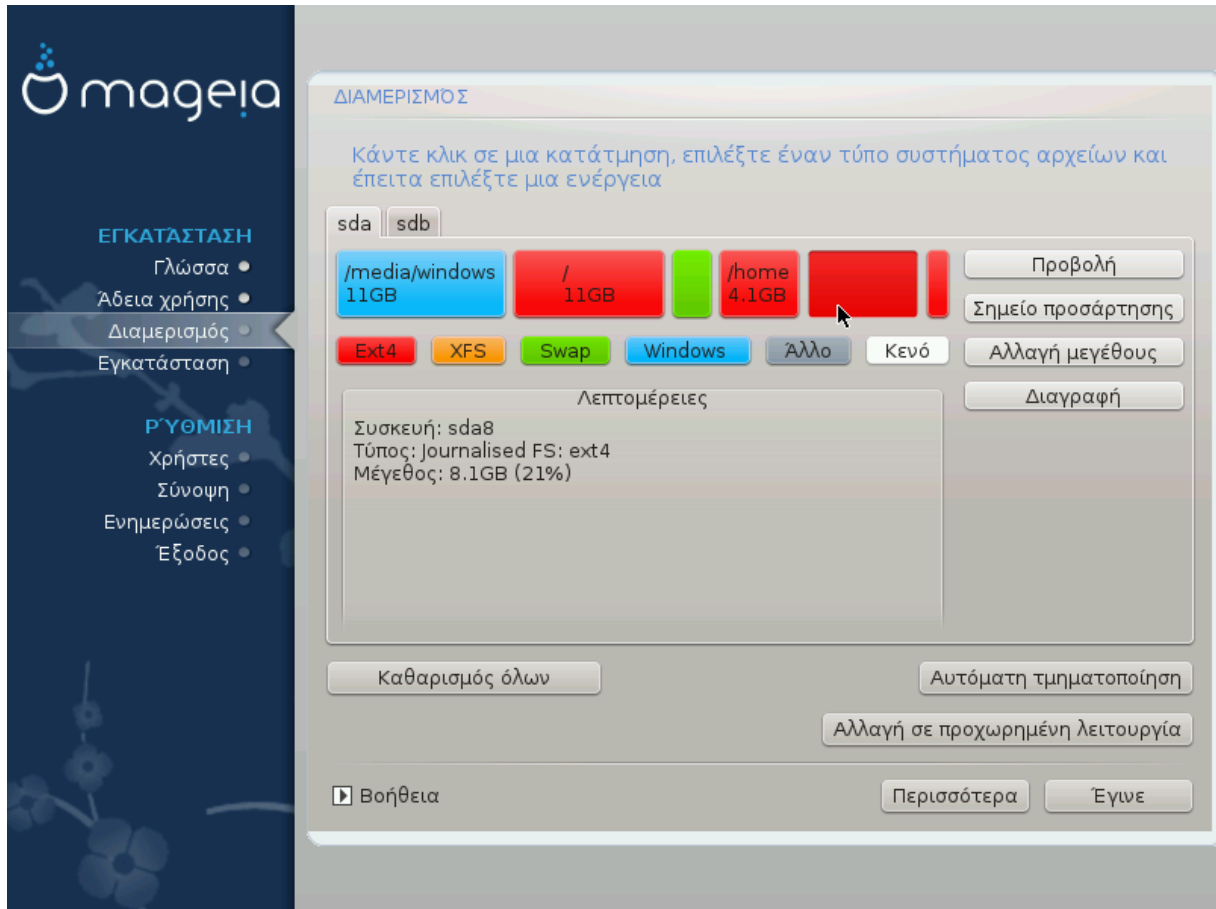 mageia
ΕΓΚΑΤΆΣΤΑΣΗ
Γλώσσα
Άδεια χρήσης
Διαμερισμός
Εγκατάσταση
ΡΎΘΜΙΣΗ
Χρήστες
Σύνοψη
Ενημερώσεις
Έξοδος
ΔΙΑΜΕΡΙΣΜΌΣ
Κάντε κλικ σε μια κατάτμηση, επιλέξτε έναν τύπο συστήματος αρχείων και
έπειτα επιλέξτε μια ενέργεια
sda sdb
/media/windows
11GB
/
11GB
/home
4.1GB
Ext4 XFS Swap Windows Άλλο Κενό
Προβολή
Σημείο προσάρτησης
Αλλαγή μεγέθους
Διαγραφή
Λεπτομέρειες
Συσκευή: sda8
Τύπος: Journalised FS: ext4
Μέγεθος: 8.1GB (21%)
Καθαρισμός όλων
Αυτόματη τμηματοποίηση
Αλλαγή σε προχωρημένη λειτουργία
Βοήθεια
Περισσότερα
Έγινε